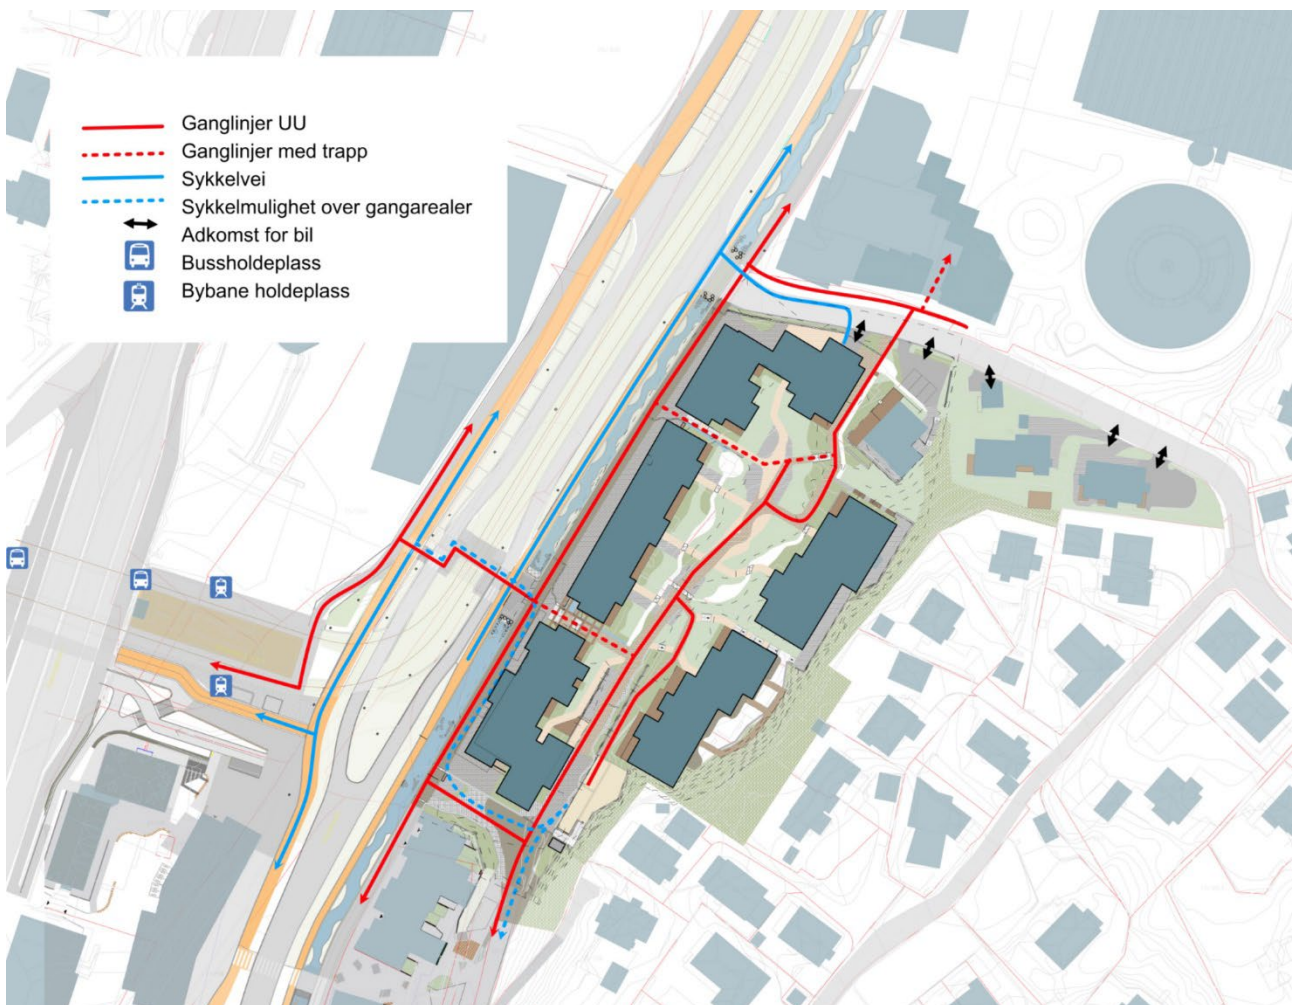 Ganglinjer UU
Ganglinjer med trapp
Sykkelvei
Sykkelmulighet over gangarealer
Adkomst for bil
Bussholdeplass
Bybane holdeplass